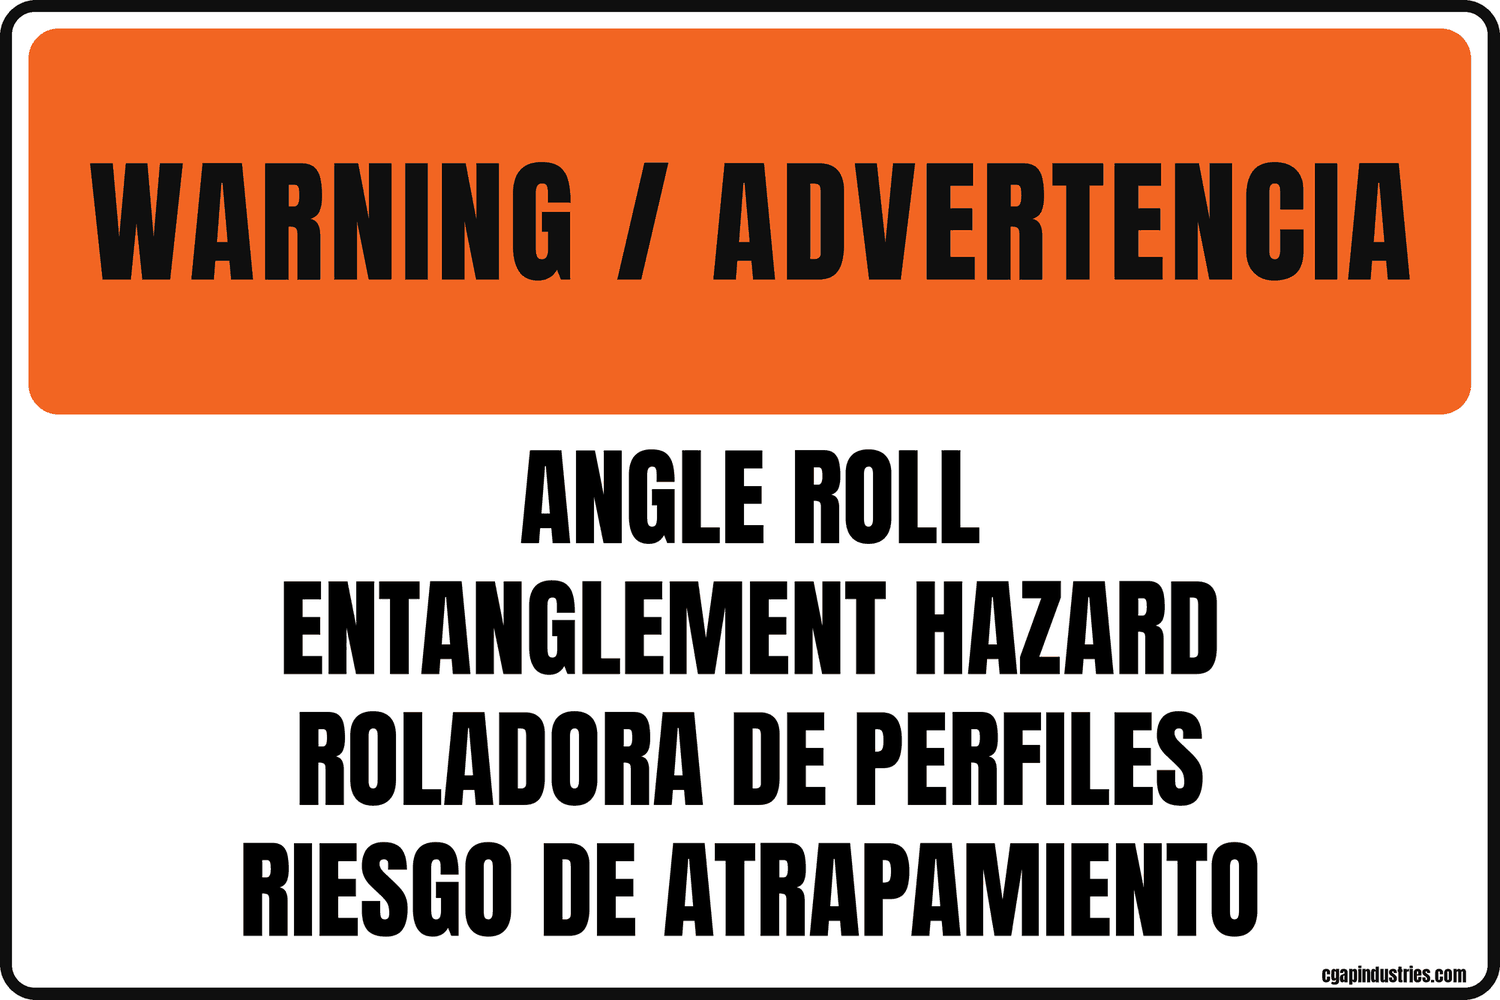 WARNING / ADVERTENCIA
ANGLE ROLL
ENTANGLEMENT HAZARD
ROLADORA DE PERFILES
RIESGO DE ATRAPAMIENTO
cgapindustries.com